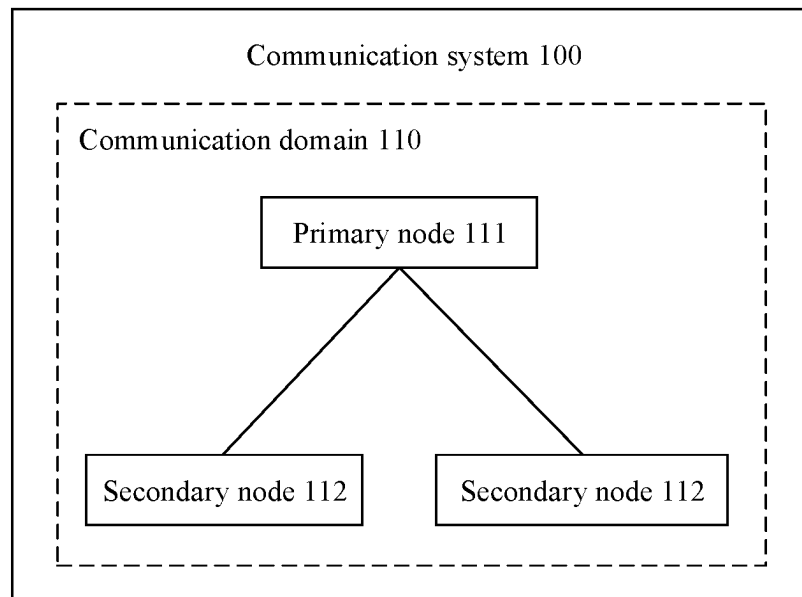 Communication system 100
Communication domain 110
Primary node 111
Secondary node 112
Secondary node 112